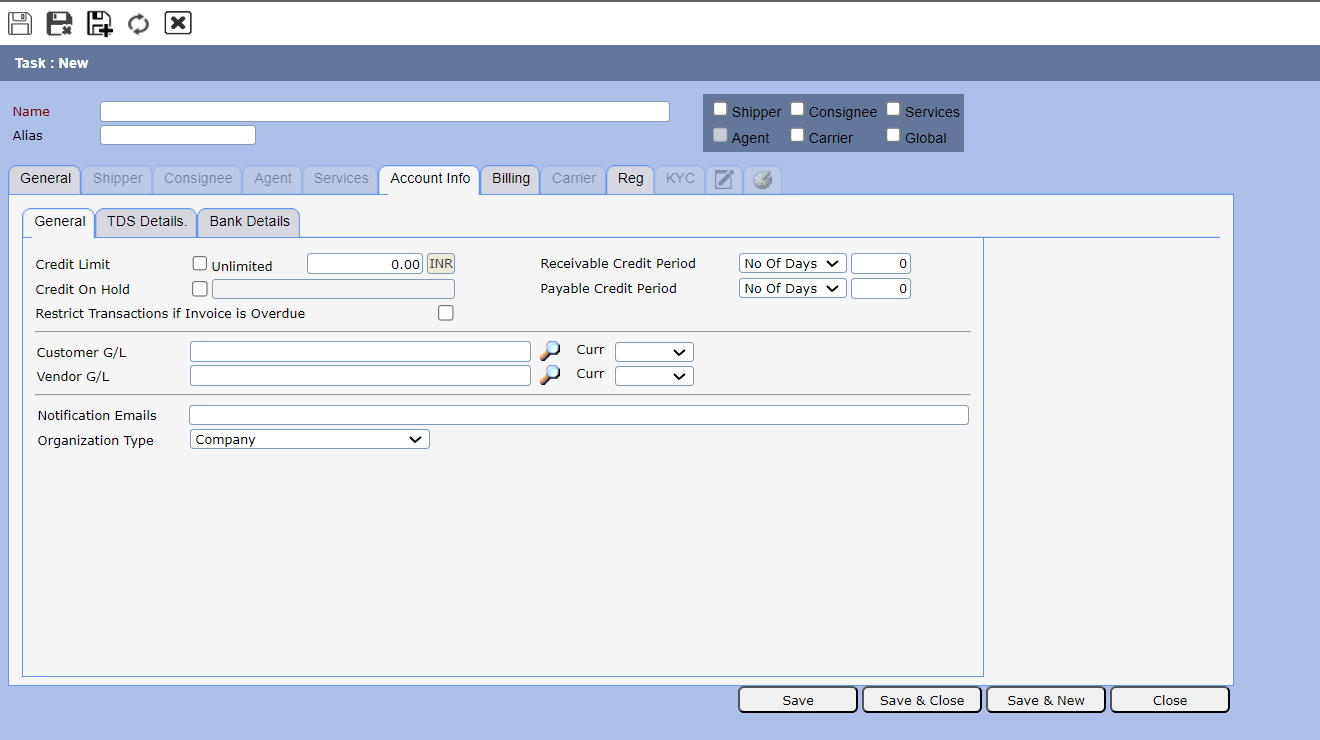 Task : New
Name
Alias
Shipper Consignee Services
Agent Carrier Global
General Shipper Consignee Agent Services Account Info Billing Carrier Reg KYC
General TDS Details. Bank Details
Credit Limit Unlimited 0.00 INR Receivable Credit Period No Of Days 0
Credit On Hold Payable Credit Period No Of Days 0
Restrict Transactions if Invoice is Overdue
Customer G/L Curr
Vendor G/L Curr
Notification Emails
Organization Type Company
Save Save & Close Save & New Close